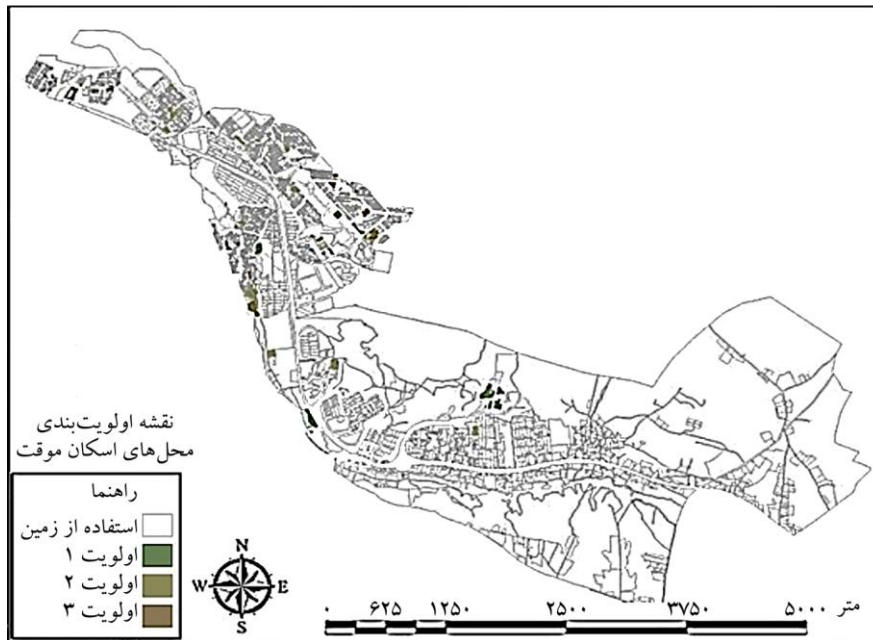 نقشه اولویت‌بندی
محل‌های اسکان موقت
راهنما
استفاده از زمین
اولویت ۱
اولویت ۲
اولویت ۳
N
W E
S
۰ ۶۲۵ ۱۲۵۰ ۲۵۰۰ ۳۷۵۰ ۵۰۰۰ متر